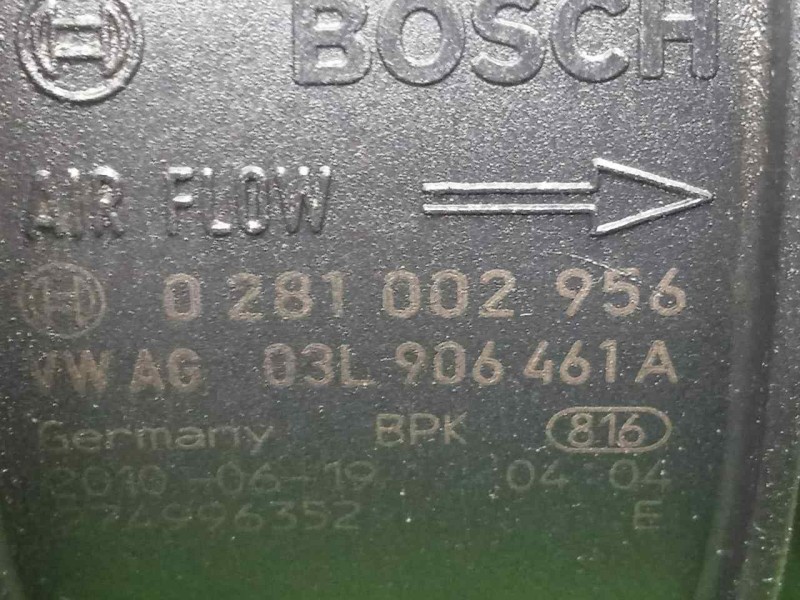 BOSCH
AIR FLOW
0 281 002 956
VW AG 03L 906 461 A
Germany BPK 816
2010-06-19 04 04
E